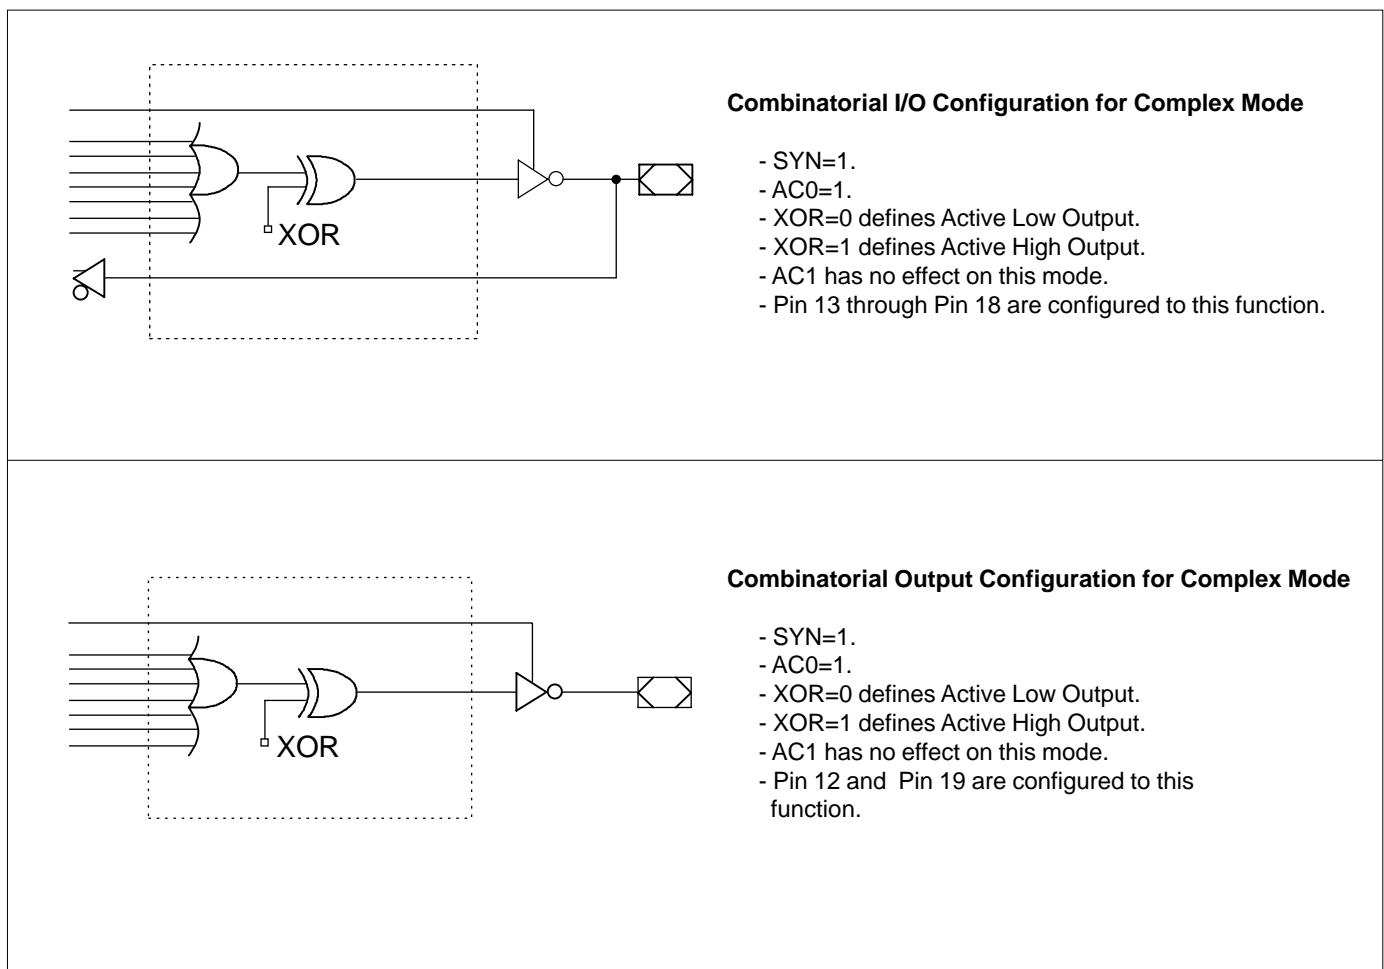 Combinatorial I/O Configuration for Complex Mode
- SYN=1.
- AC0=1.
- XOR=0 defines Active Low Output.
- XOR=1 defines Active High Output.
- AC1 has no effect on this mode.
- Pin 13 through Pin 18 are configured to this function.
XOR
Combinatorial Output Configuration for Complex Mode
- SYN=1.
- AC0=1.
- XOR=0 defines Active Low Output.
- XOR=1 defines Active High Output.
- AC1 has no effect on this mode.
- Pin 12 and  Pin 19 are configured to this
function.
XOR